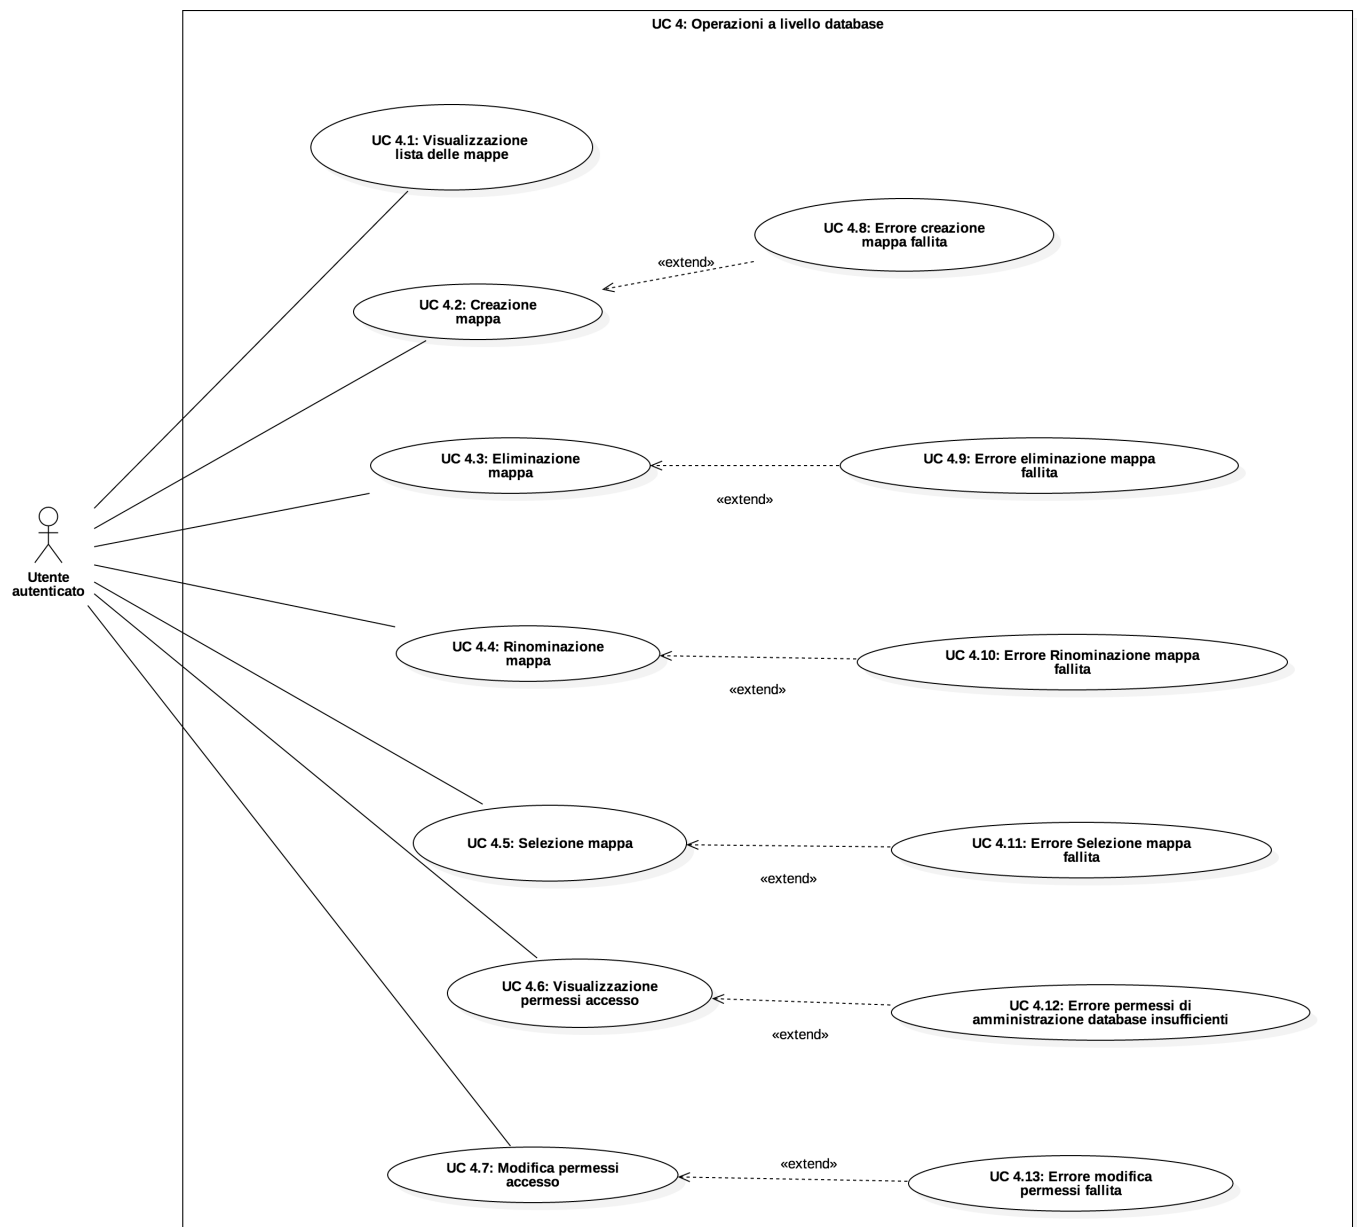 UC 4: Operazioni a livello database
UC 4.1: Visualizzazione
lista delle mappe
UC 4.8: Errore creazione
mappa fallita
«extend»
UC 4.2: Creazione
mappa
UC 4.3: Eliminazione
mappa
UC 4.9: Errore eliminazione mappa
fallita
«extend»
Utente
autenticato
UC 4.4: Rinominazione
mappa
UC 4.10: Errore Rinominazione mappa
fallita
«extend»
UC 4.5: Selezione mappa
UC 4.11: Errore Selezione mappa
fallita
«extend»
UC 4.6: Visualizzazione
permessi accesso
UC 4.12: Errore permessi di
amministrazione database insufficienti
«extend»
UC 4.7: Modifica permessi
accesso
«extend»
UC 4.13: Errore modifica
permessi fallita